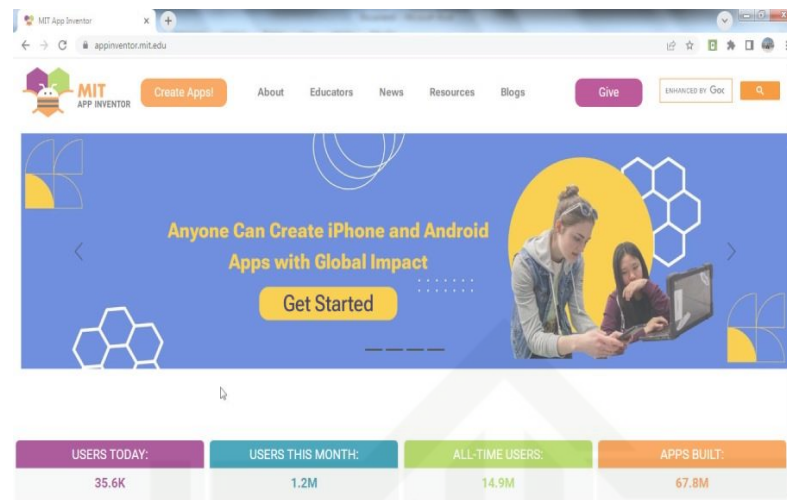 MIT App Inventor
appinventor.mit.edu
MIT
APP INVENTOR
Create Apps!
About
Educators
News
Resources
Blogs
Give
ENHANCED BY Goo
Anyone Can Create iPhone and Android
Apps with Global Impact
Get Started
USERS TODAY:
USERS THIS MONTH:
ALL-TIME USERS:
APPS BUILT:
35.6K
1.2M
14.9M
67.8M